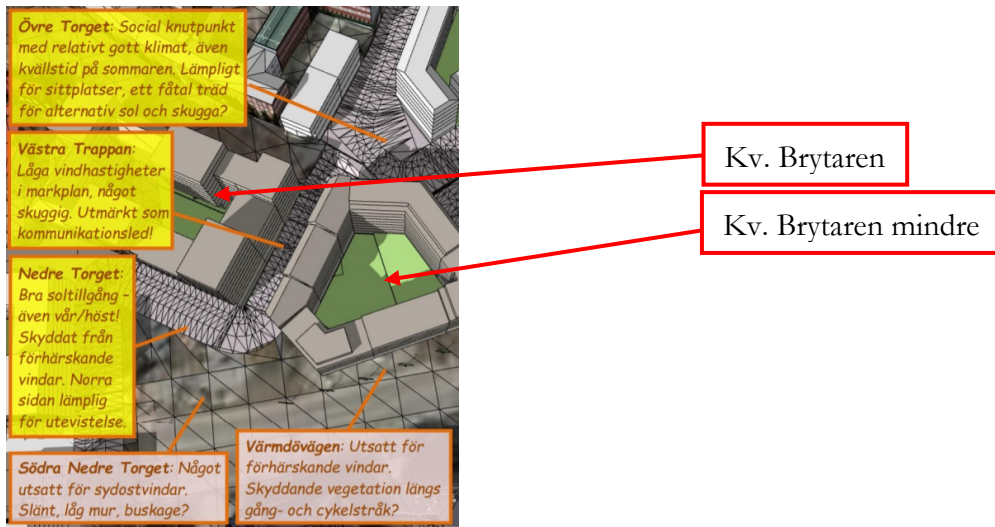 Övre Torget: Social knutpunkt
med relativt gott klimat, även
kvällstid på sommaren. Lämpligt
för sittplatser, ett fåtal träd
för alternativ sol och skugga?
Västra Trappan:
Låga vindhastigheter
i markplan, något
skuggig. Utmärkt som
kommunikationsled!
Nedre Torget:
Bra soltillgång –
även vår/höst!
Skyddat från
förhärskande
vindar. Norra
sidan lämplig
för utevistelse.
Södra Nedre Torget: Något
utsatt för sydostvindar.
Slänt, låg mur, buskage?
Värmdövägen: Utsatt för
förhärskande vindar.
Skyddande vegetation längs
gång- och cykelstråk?
Kv. Brytaren
Kv. Brytaren mindre